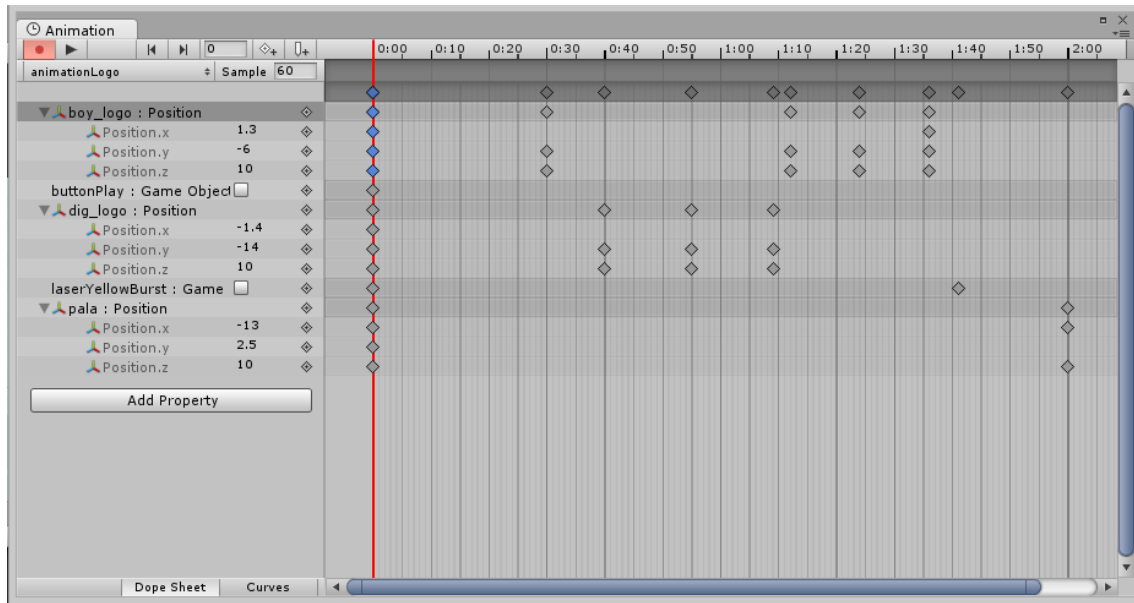 Animation
0 0:00 0:10 0:20 0:30 0:40 0:50 1:00 1:10 1:20 1:30 1:40 1:50 2:00
animationLogo Sample 60
boy_logo : Position
Position.x 1.3
Position.y -6
Position.z 10
buttonPlay : Game Object
dig_logo : Position
Position.x -1.4
Position.y -14
Position.z 10
laserYellowBurst : Game
pala : Position
Position.x -13
Position.y 2.5
Position.z 10
Add Property
Dope Sheet Curves